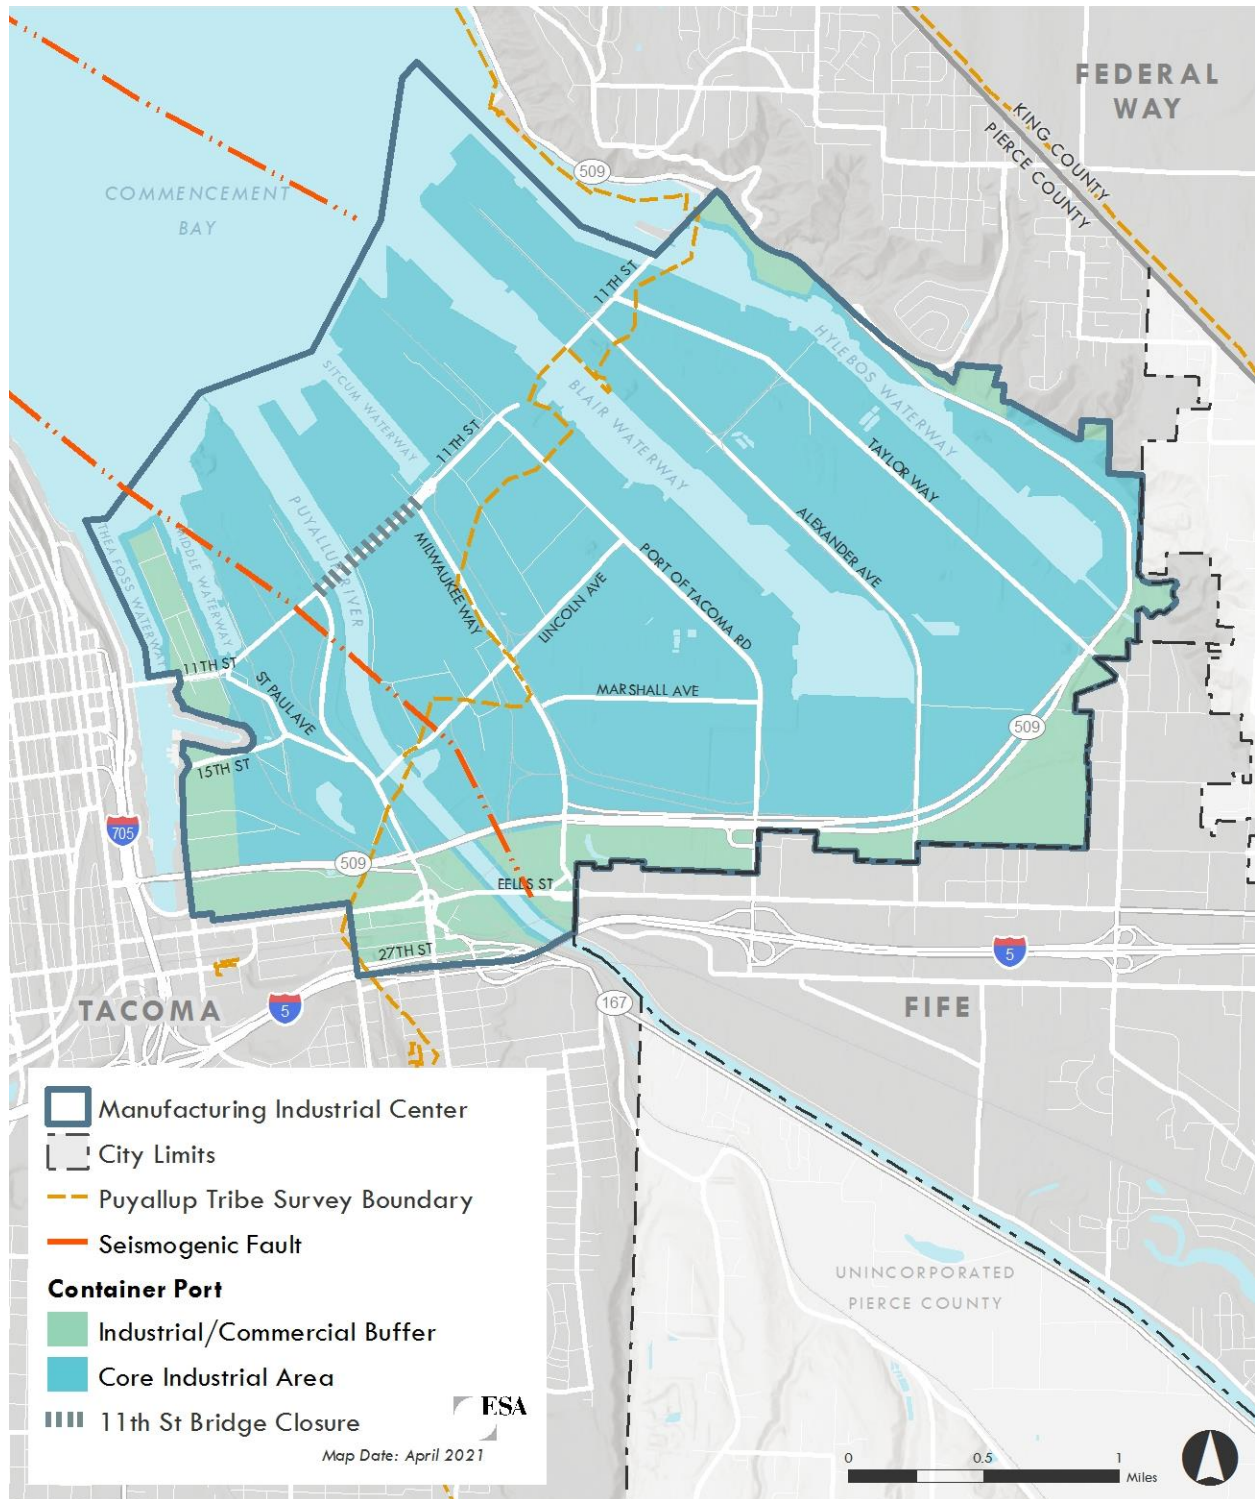 FEDERAL
WAY
KING COUNTY
PIERCE COUNTY
509
COMMENCEMENT
BAY
11TH ST
HYLEBOS WATERWAY
SITCUM WATERWAY
BLAIR WATERWAY
11TH ST
TAYLOR WAY
PUYALLUP RIVER
ALEXANDER AVE
THEA FOSS WATERWAY
MIDDLE WATERWAY
MILWAUKEE WAY
PORT OF TACOMA RD
LINCOLN AVE
11TH ST
ST PAUL AVE
MARSHALL AVE
509
15TH ST
705
509
EELLS ST
27TH ST
5
TACOMA
5
167
FIFE
UNINCORPORATED
PIERCE COUNTY
Manufacturing Industrial Center
City Limits
Puyallup Tribe Survey Boundary
Seismogenic Fault
Container Port
Industrial/Commercial Buffer
Core Industrial Area
11th St Bridge Closure
ESA
Map Date: April 2021
0 0.5 1
Miles